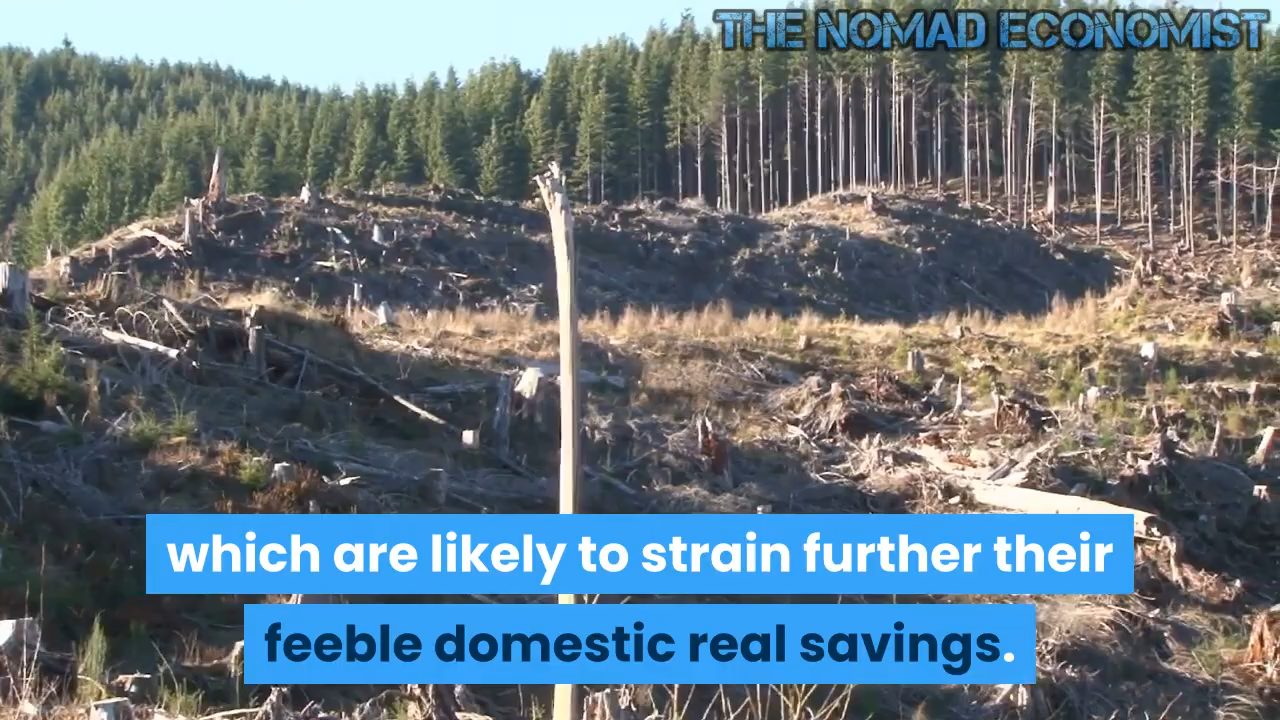 THE NOMAD ECONOMIST
which are likely to strain further their
feeble domestic real savings.